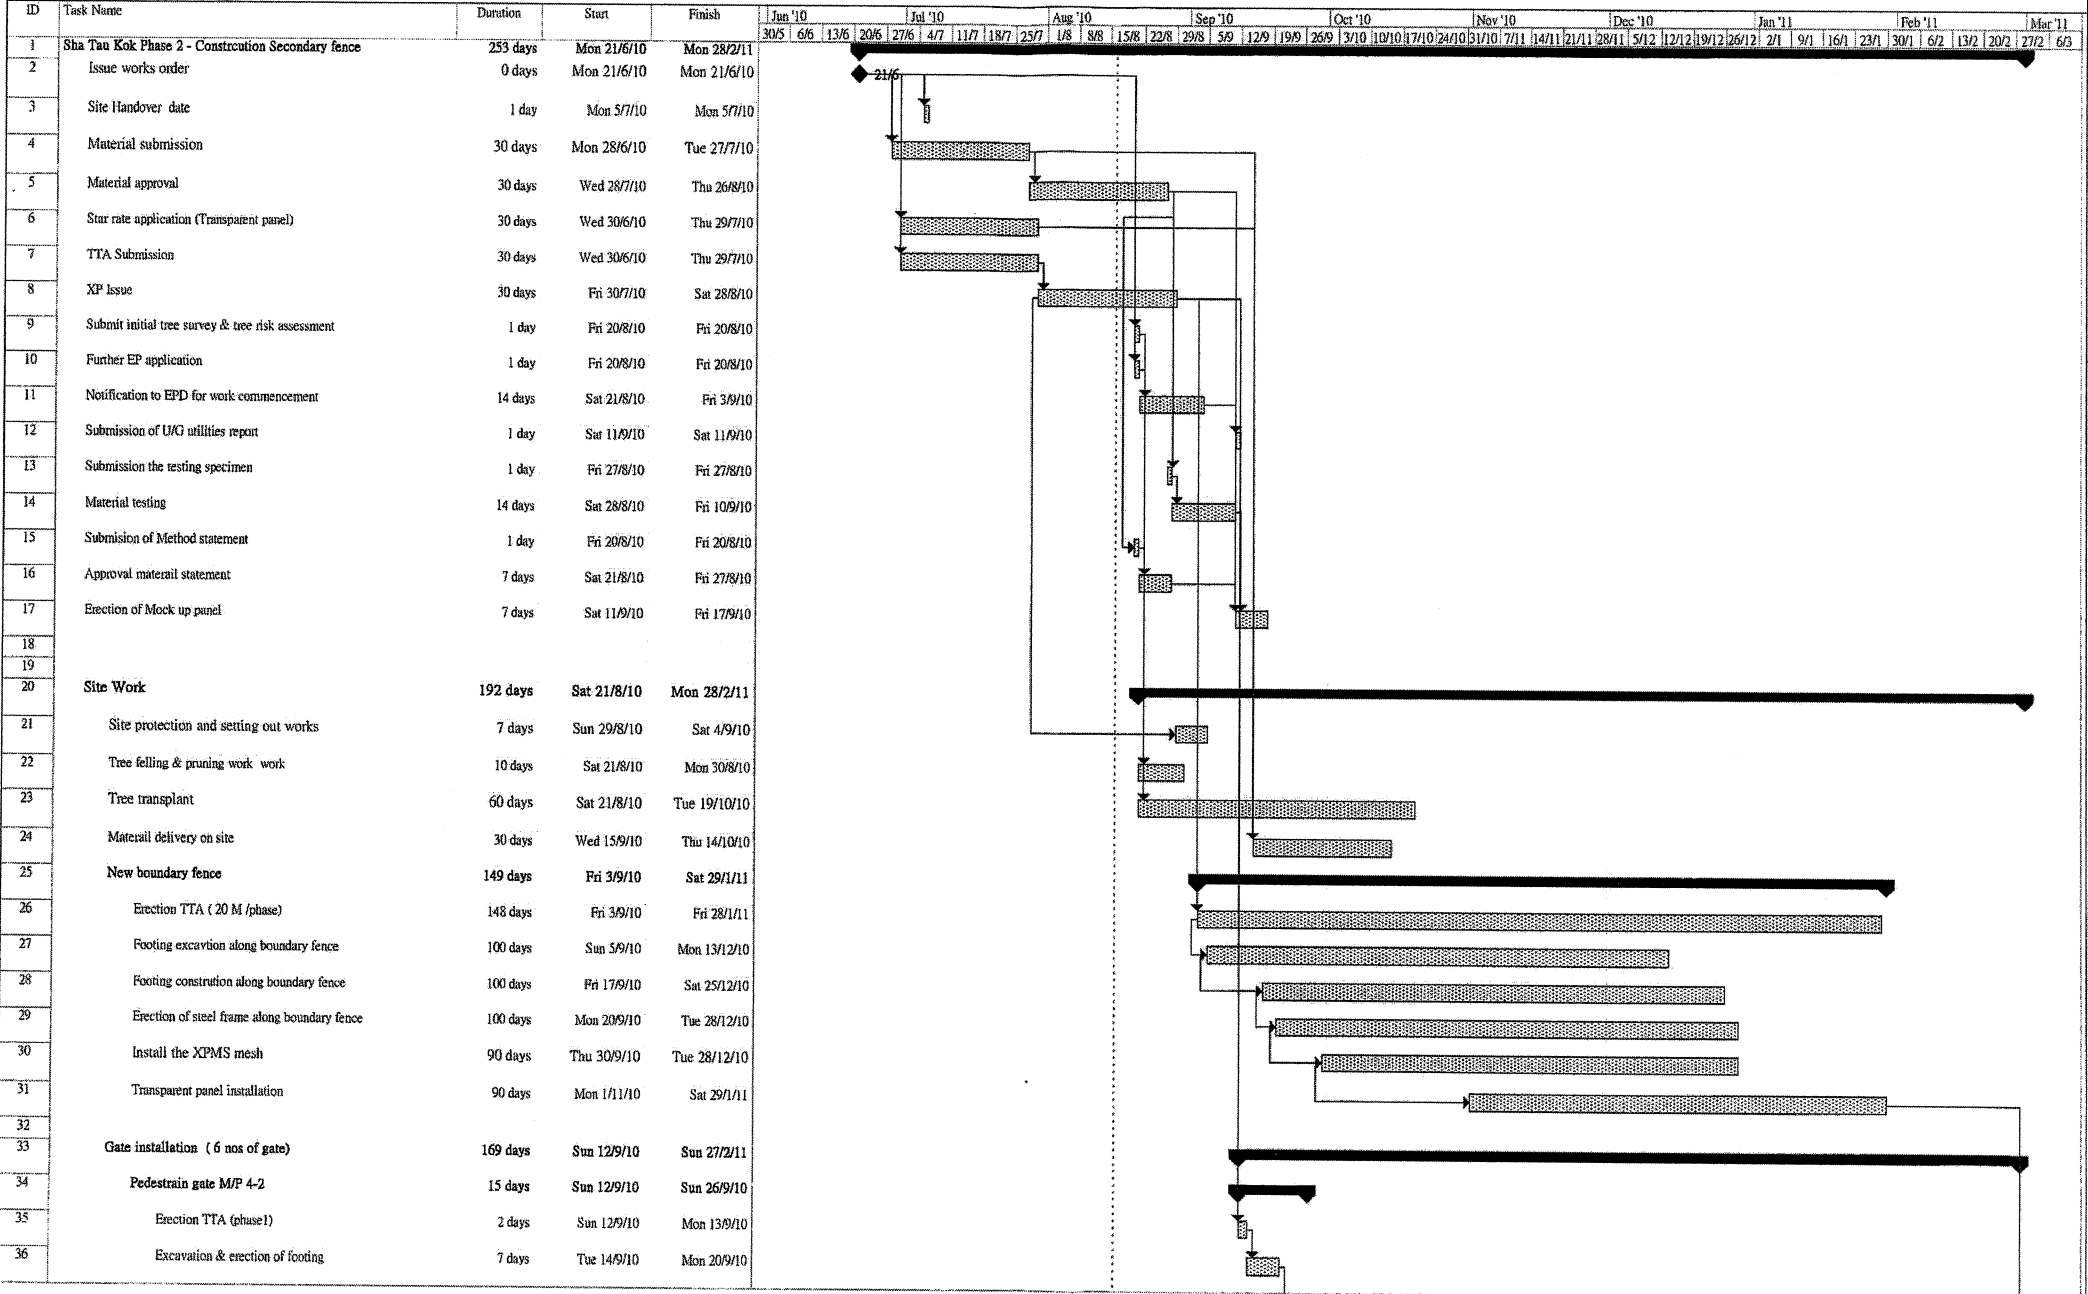 ID Task Name Duration Start Finish Jun '10 Jul '10 Aug '10 Sep '10 Oct '10 Nov '10 Dec '10 Jan '11 Feb '11 Mar '11
30/5 6/6 13/6 20/6 27/6 4/7 11/7 18/7 25/7 1/8 8/8 15/8 22/8 29/8 5/9 12/9 19/9 26/9 3/10 10/10 17/10 24/10 31/10 7/11 14/11 21/11 28/11 5/12 12/12 19/12 26/12 2/1 9/1 16/1 23/1 30/1 6/2 13/2 20/2 27/2 6/3
1 Sha Tau Kok Phase 2 - Constrcution Secondary fence 253 days Mon 21/6/10 Mon 28/2/11
2 Issue works order 0 days Mon 21/6/10 Mon 21/6/10 21/6
3 Site Handover date 1 day Mon 5/7/10 Mon 5/7/10
4 Material submission 30 days Mon 28/6/10 Tue 27/7/10
5 Material approval 30 days Wed 28/7/10 Thu 26/8/10
6 Star rate application (Transparent panel) 30 days Wed 30/6/10 Thu 29/7/10
7 TTA Submission 30 days Wed 30/6/10 Thu 29/7/10
8 XP Issue 30 days Fri 30/7/10 Sat 28/8/10
9 Submit initial tree survey & tree risk assessment 1 day Fri 20/8/10 Fri 20/8/10
10 Further EP application 1 day Fri 20/8/10 Fri 20/8/10
11 Notification to EPD for work commencement 14 days Sat 21/8/10 Fri 3/9/10
12 Submission of U/G utilities report 1 day Sat 11/9/10 Sat 11/9/10
13 Submission the testing specimen 1 day Fri 27/8/10 Fri 27/8/10
14 Material testing 14 days Sat 28/8/10 Fri 10/9/10
15 Submision of Method statement 1 day Fri 20/8/10 Fri 20/8/10
16 Approval materail statement 7 days Sat 21/8/10 Fri 27/8/10
17 Erection of Mock up panel 7 days Sat 11/9/10 Fri 17/9/10
18
19
20 Site Work 192 days Sat 21/8/10 Mon 28/2/11
21 Site protection and setting out works 7 days Sun 29/8/10 Sat 4/9/10
22 Tree felling & pruning work work 10 days Sat 21/8/10 Mon 30/8/10
23 Tree transplant 60 days Sat 21/8/10 Tue 19/10/10
24 Materail delivery on site 30 days Wed 15/9/10 Thu 14/10/10
25 New boundary fence 149 days Fri 3/9/10 Sat 29/1/11
26 Erection TTA ( 20 M /phase) 148 days Fri 3/9/10 Fri 28/1/11
27 Footing excavtion along boundary fence 100 days Sun 5/9/10 Mon 13/12/10
28 Footing constrution along boundary fence 100 days Fri 17/9/10 Sat 25/12/10
29 Erection of steel frame along boundary fence 100 days Mon 20/9/10 Tue 28/12/10
30 Install the XPMS mesh 90 days Thu 30/9/10 Tue 28/12/10
31 Transparent panel installation 90 days Mon 1/11/10 Sat 29/1/11
32
33 Gate installation ( 6 nos of gate) 169 days Sun 12/9/10 Sun 27/2/11
34 Pedestrain gate M/P 4-2 15 days Sun 12/9/10 Sun 26/9/10
35 Erection TTA (phase1) 2 days Sun 12/9/10 Mon 13/9/10
36 Excavation & erection of footing 7 days Tue 14/9/10 Mon 20/9/10